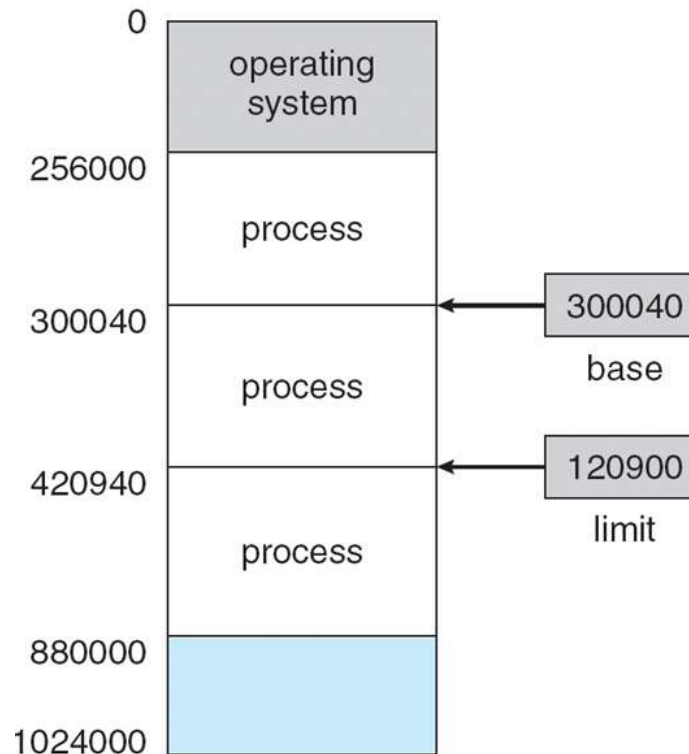 0
operating
system
256000
process
300040
300040
base
process
420940
120900
limit
process
880000
1024000